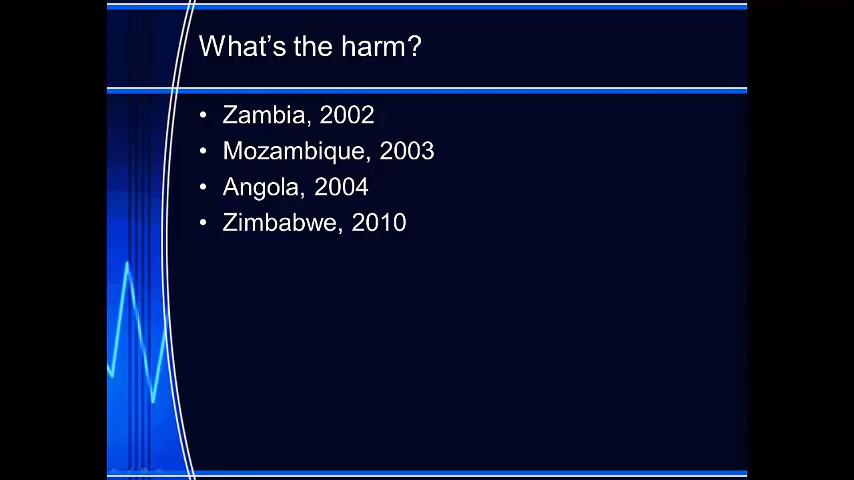 What's the harm?
• Zambia, 2002
• Mozambique, 2003
• Angola, 2004
• Zimbabwe, 2010